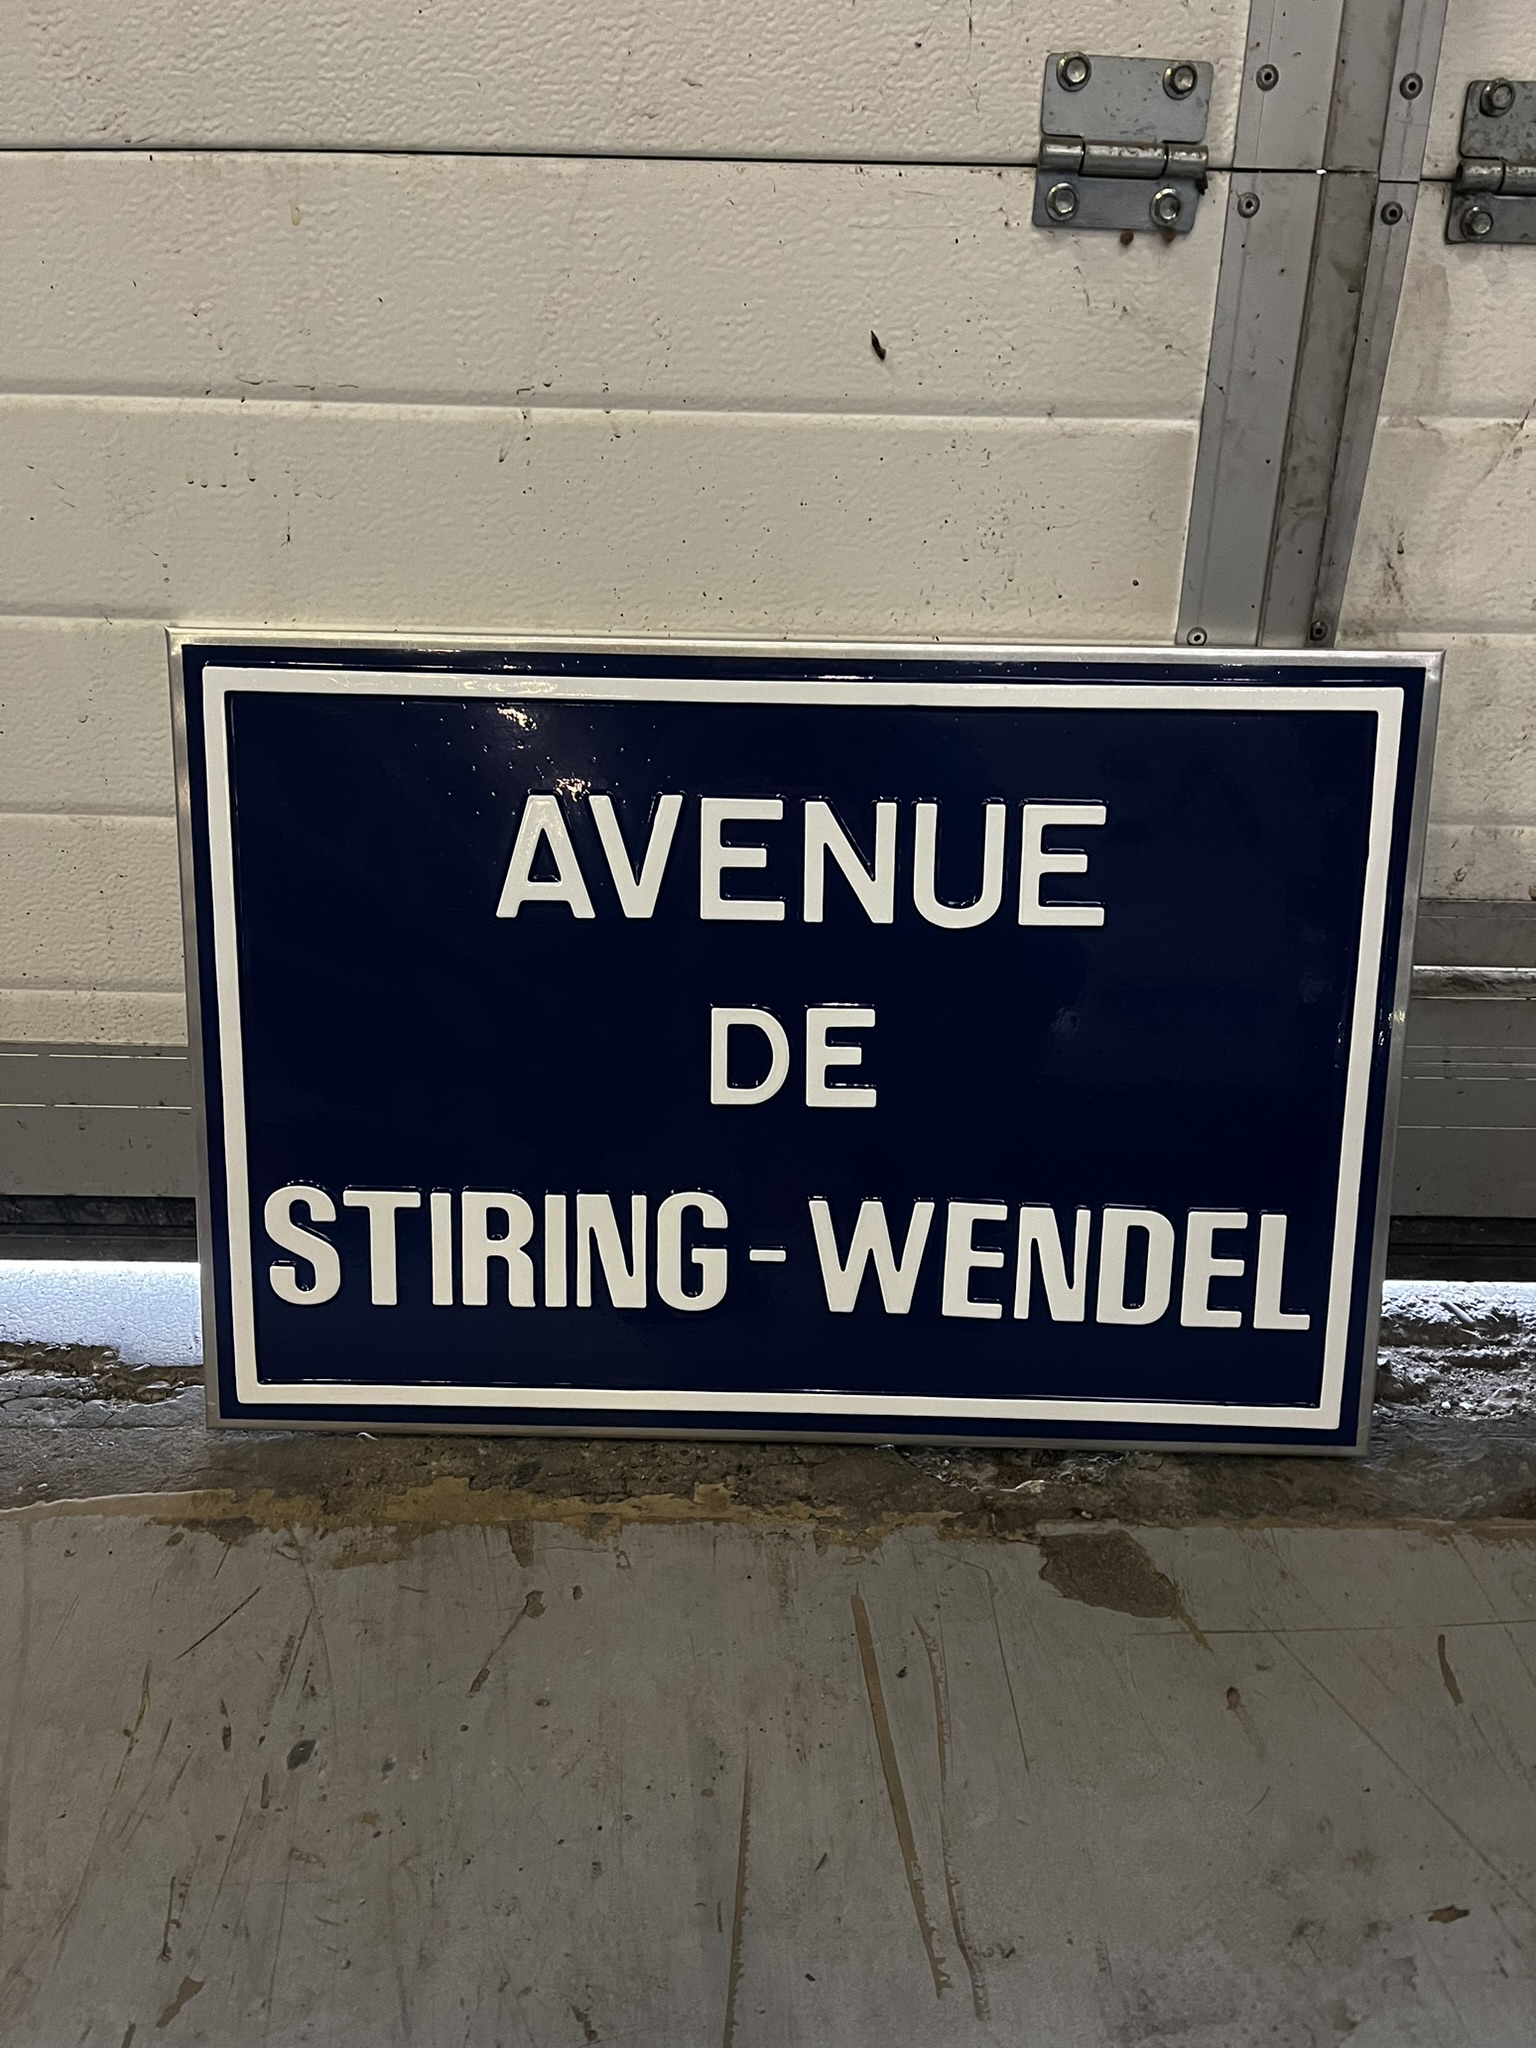 AVENUE
DE
STIRING - WENDEL